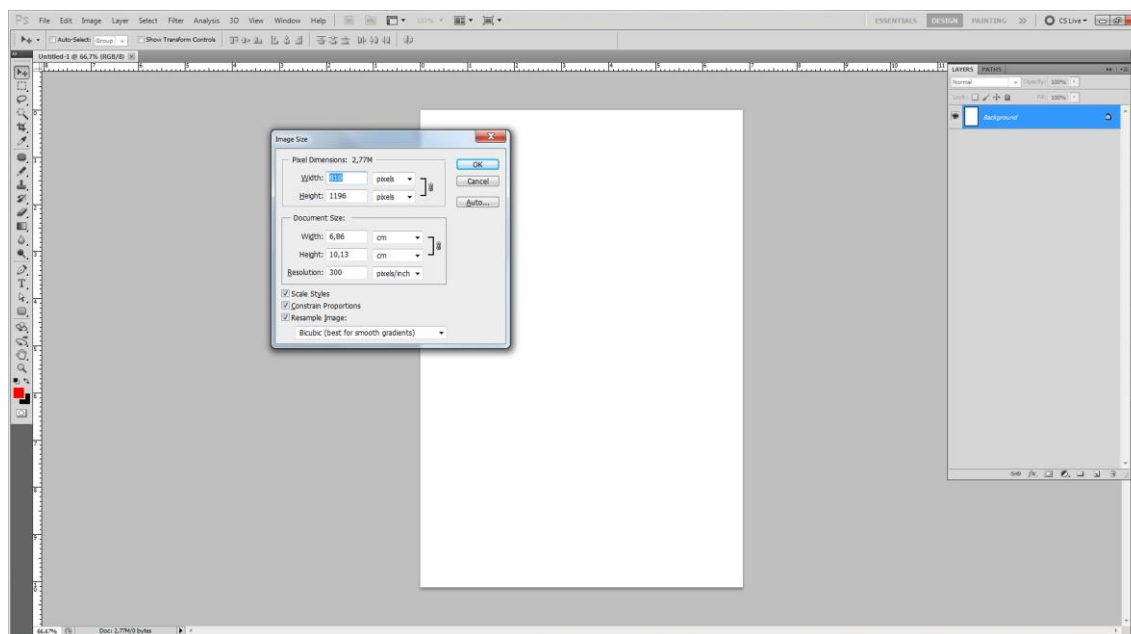 PS File Edit Image Layer Select Filter Analysis 3D View Window Help 100% ESSENTIALS DESIGN PAINTING CS Live
Auto-Select: Group Show Transform Controls
Untitled-1 @ 66,7% (RGB/8)
LAYERS PATHS
Normal Opacity: 100%
Lock: Fill: 100%
Background
Image Size
Pixel Dimensions: 2,77M
Width: 810 pixels
Height: 1196 pixels
Document Size:
Width: 6,86 cm
Height: 10,13 cm
Resolution: 300 pixels/inch
Scale Styles
Constrain Proportions
Resample Image:
Bicubic (best for smooth gradients)
OK
Cancel
Auto...
66,67% Doc: 2,77M/0 bytes